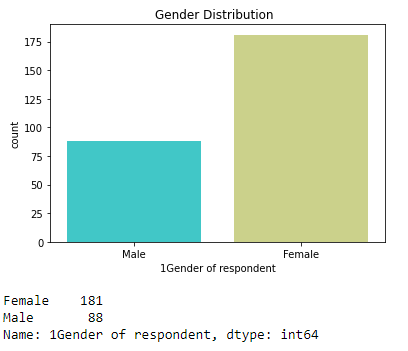 Gender Distribution
175
150
125
100
75
50
25
0
count
Male Female
1Gender of respondent
Female 181
Male 88
Name: 1Gender of respondent, dtype: int64